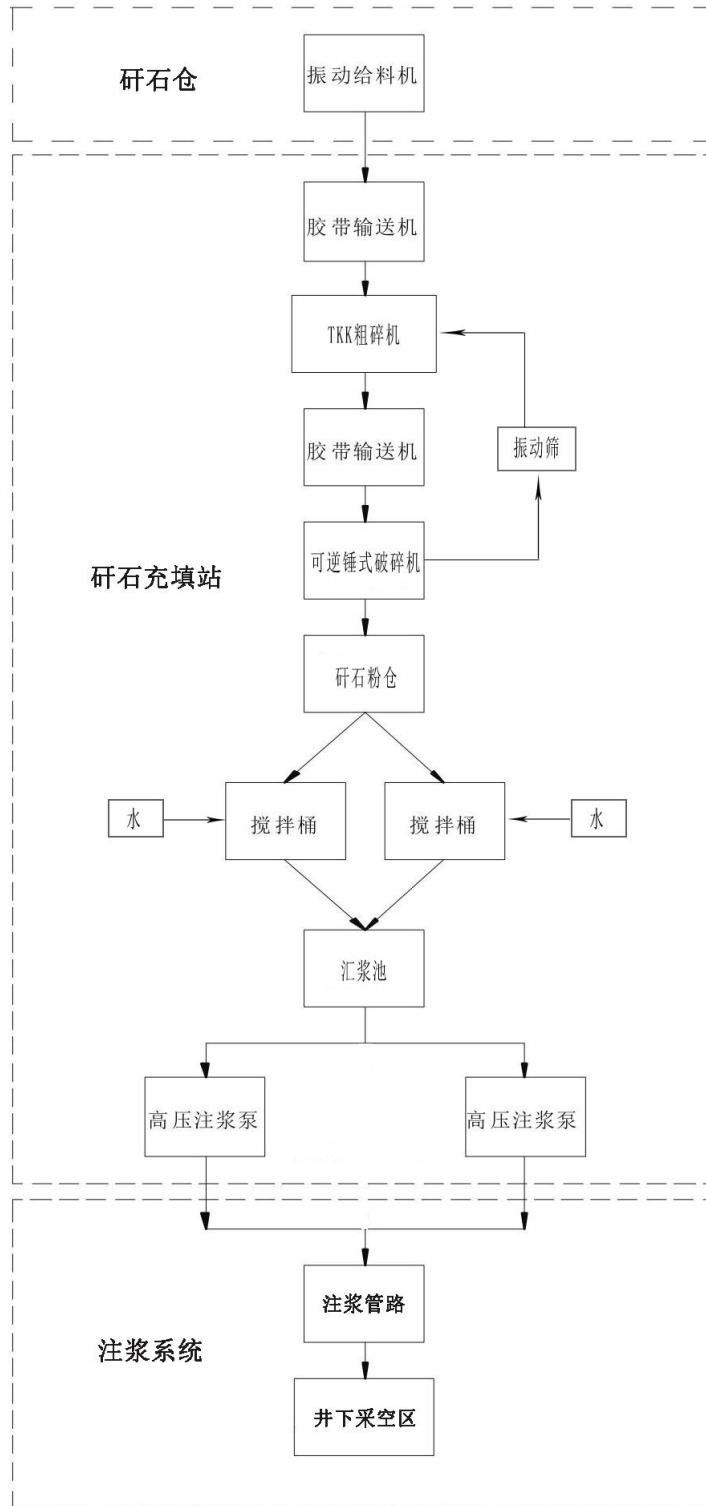 矸石仓
振动给料机
胶带输送机
TKK粗碎机
胶带输送机
振动筛
可逆锤式破碎机
矸石充填站
矸石粉仓
水
搅拌桶
搅拌桶
水
汇浆池
高压注浆泵
高压注浆泵
注浆管路
注浆系统
井下采空区